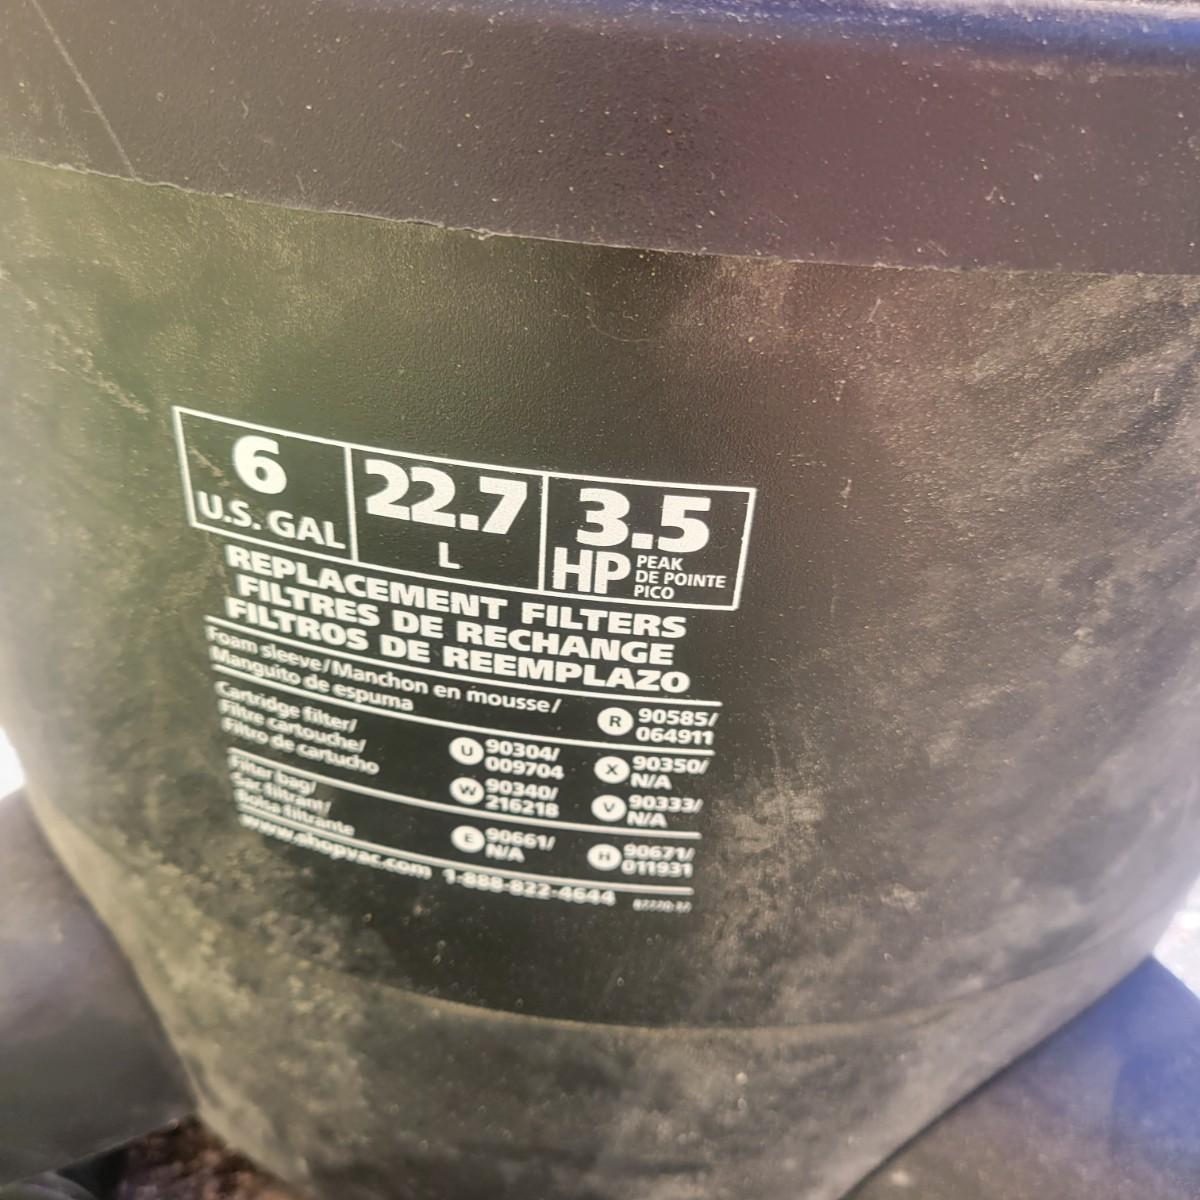 6
U.S. GAL
22.7
L
3.5
HP PEAK
DE POINTE
PICO
REPLACEMENT FILTERS
FILTRES DE RECHANGE
FILTROS DE REEMPLAZO
Foam sleeve/Manchon en mousse/
Manguito de espuma
R 90585/
064911
Cartridge filter/
Filtre cartouche/
Filtro de cartucho
U 90304/
009704
X 90350/
N/A
W 90340/
216218
V 90333/
N/A
Filter bag/
Sac filtrant/
Bolsa filtrante
E 90661/
N/A
H 90671/
011931
www.shopvac.com 1-888-822-4644